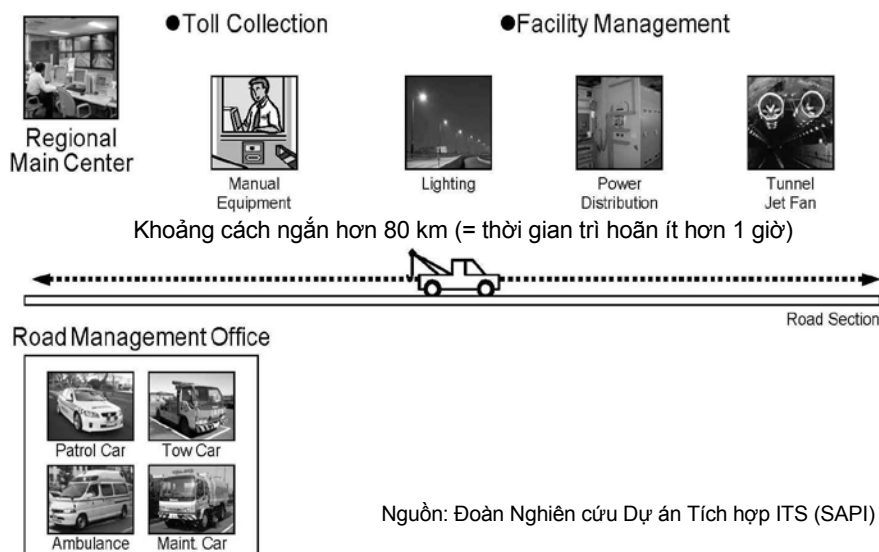 ●Toll Collection
●Facility Management
Regional
Main Center
Manual
Equipment
Lighting
Power
Distribution
Tunnel
Jet Fan
Khoảng cách ngắn hơn 80 km (= thời gian trì hoãn ít hơn 1 giờ)
Road Section
Road Management Office
Patrol Car
Tow Car
Ambulance
Maint. Car
Nguồn: Đoàn Nghiên cứu Dự án Tích hợp ITS (SAPI)